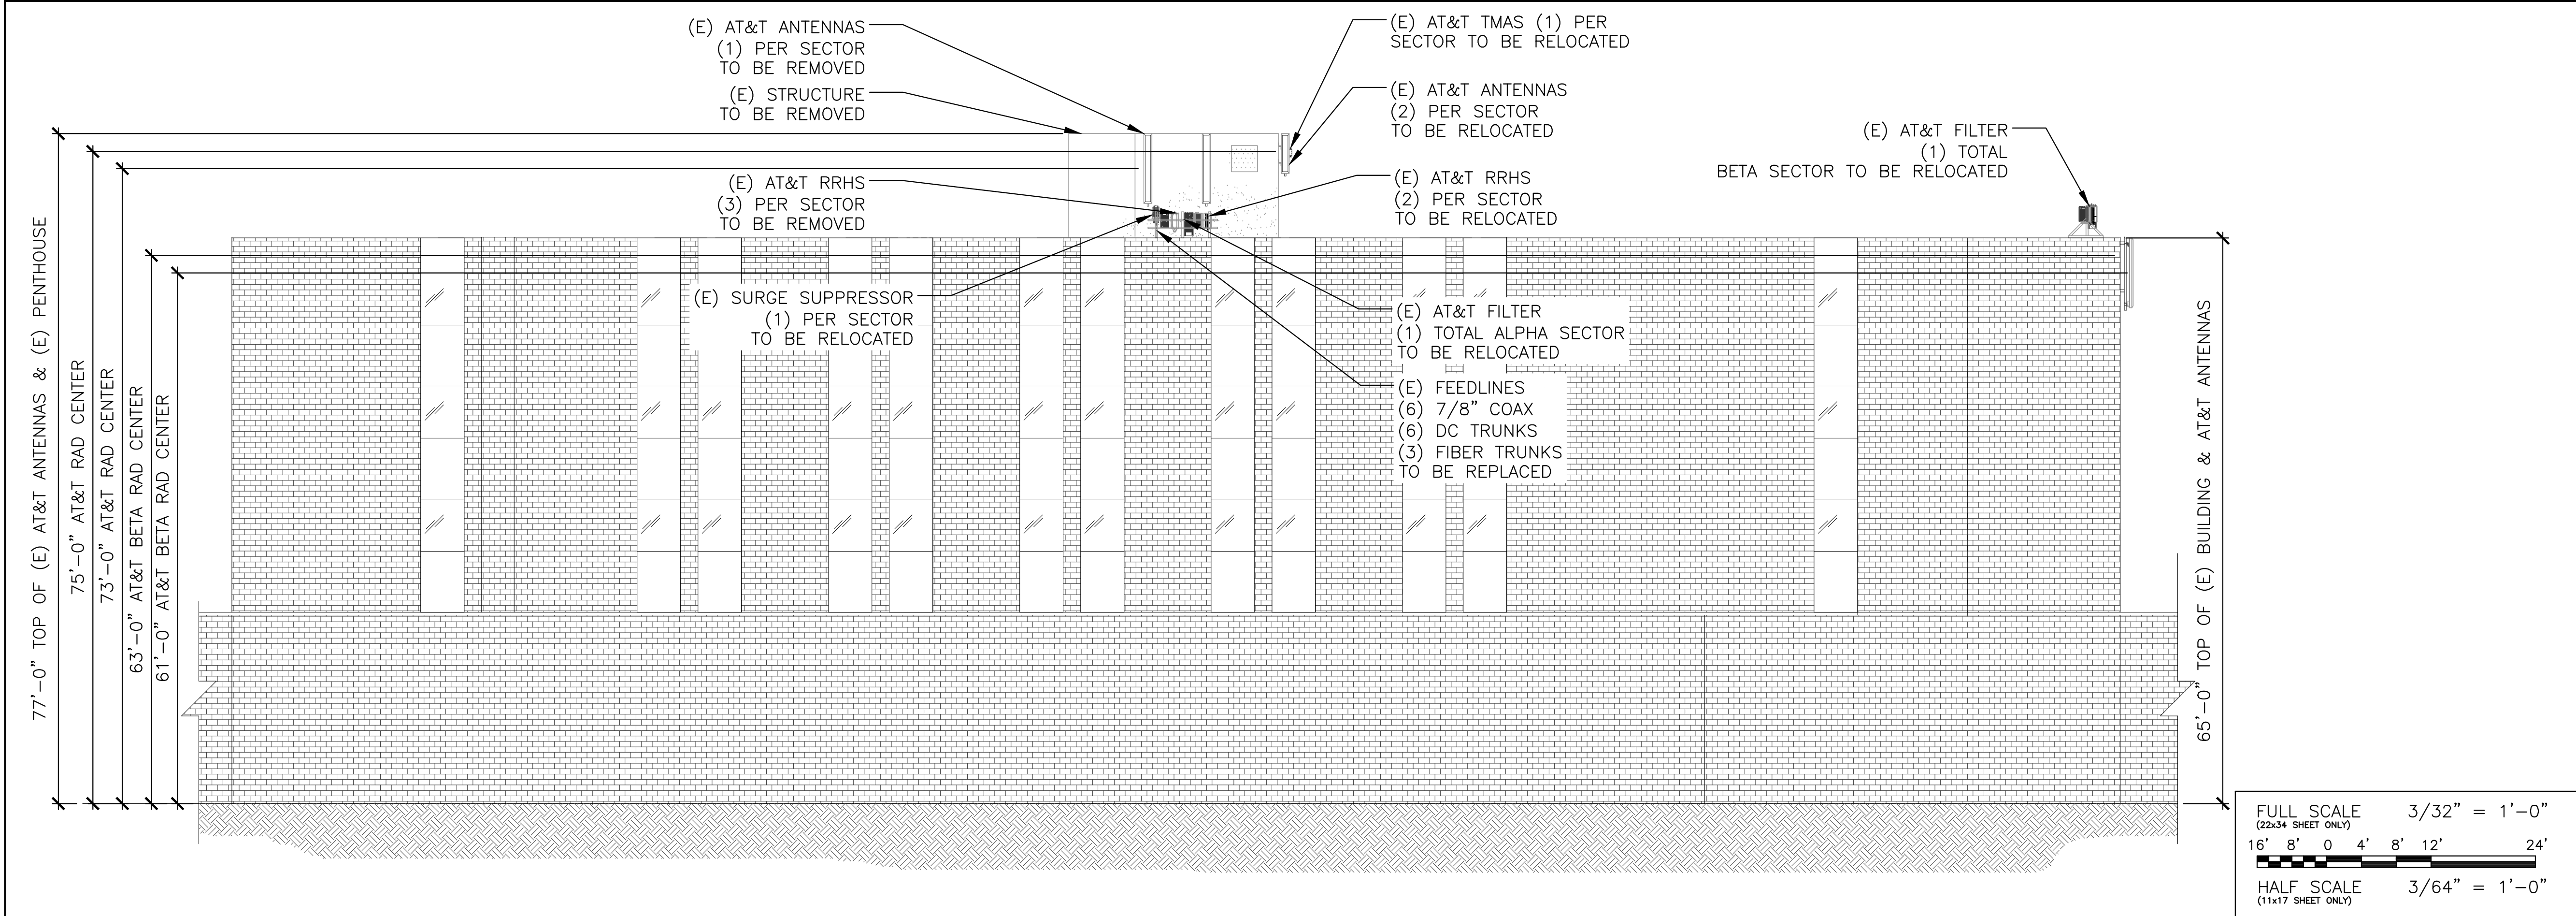 (E) AT&T ANTENNAS
(1) PER SECTOR
TO BE REMOVED
(E) STRUCTURE
TO BE REMOVED
(E) AT&T RRHS
(3) PER SECTOR
TO BE REMOVED
(E) SURGE SUPPRESSOR
(1) PER SECTOR
TO BE RELOCATED
(E) AT&T TMAS (1) PER
SECTOR TO BE RELOCATED
(E) AT&T ANTENNAS
(2) PER SECTOR
TO BE RELOCATED
(E) AT&T RRHS
(2) PER SECTOR
TO BE RELOCATED
(E) AT&T FILTER
(1) TOTAL ALPHA SECTOR
TO BE RELOCATED
(E) FEEDLINES
(6) 7/8" COAX
(6) DC TRUNKS
(3) FIBER TRUNKS
TO BE REPLACED
(E) AT&T FILTER
(1) TOTAL
BETA SECTOR TO BE RELOCATED
77'-0" TOP OF (E) AT&T ANTENNAS & (E) PENTHOUSE
75'-0" AT&T RAD CENTER
73'-0" AT&T RAD CENTER
63'-0" AT&T BETA RAD CENTER
61'-0" AT&T BETA RAD CENTER
65'-0" TOP OF (E) BUILDING & AT&T ANTENNAS
FULL SCALE 3/32" = 1'-0"
(22x34 SHEET ONLY)
16' 8' 0 4' 8' 12' 24'
HALF SCALE 3/64" = 1'-0"
(11x17 SHEET ONLY)